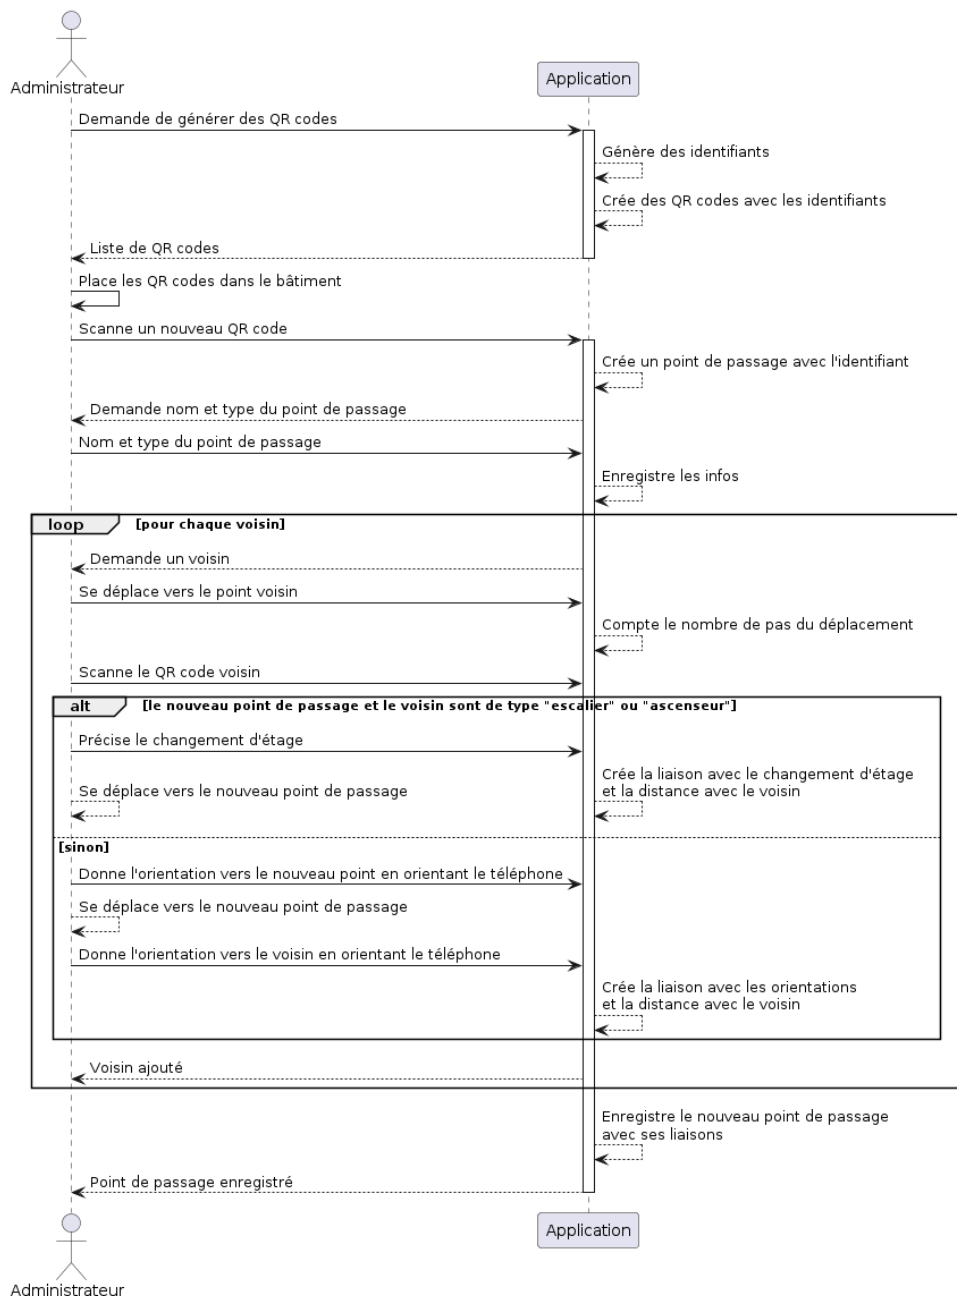 Administrateur
Application
Demande de générer des QR codes
Génère des identifiants
Crée des QR codes avec les identifiants
Liste de QR codes
Place les QR codes dans le bâtiment
Scanne un nouveau QR code
Crée un point de passage avec l'identifiant
Demande nom et type du point de passage
Nom et type du point de passage
Enregistre les infos
loop [pour chaque voisin]
Demande un voisin
Se déplace vers le point voisin
Compte le nombre de pas du déplacement
Scanne le QR code voisin
alt [le nouveau point de passage et le voisin sont de type "escalier" ou "ascenseur"]
Précise le changement d'étage
Crée la liaison avec le changement d'étage
et la distance avec le voisin
Se déplace vers le nouveau point de passage
[sinon]
Donne l'orientation vers le nouveau point en orientant le téléphone
Se déplace vers le nouveau point de passage
Donne l'orientation vers le voisin en orientant le téléphone
Crée la liaison avec les orientations
et la distance avec le voisin
Voisin ajouté
Enregistre le nouveau point de passage
avec ses liaisons
Point de passage enregistré
Application
Administrateur